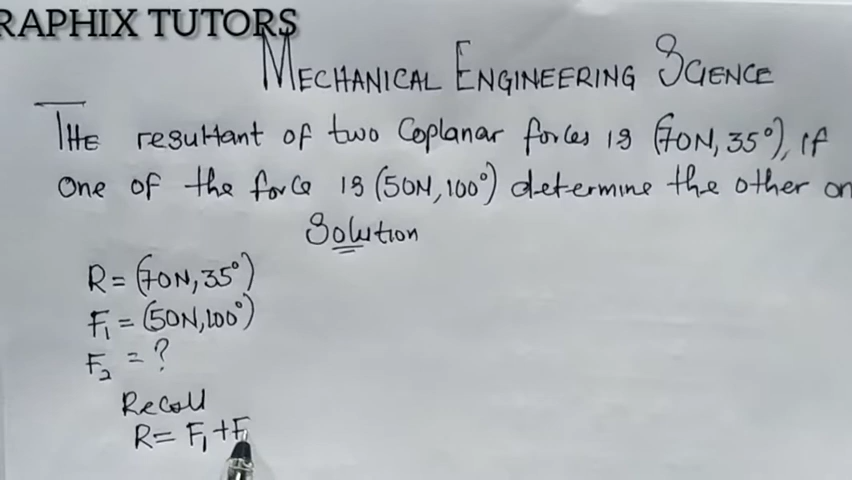 RAPHIX TUTORS
MECHANICAL ENGINEERING SCIENCE
THE resultant of two Coplanar forces is (70N, 35°), if
one of the force is (50N, 100°) determine the other on
Solution
R = (70N, 35°)
F₁ = (50N, 100°)
F₂ = ?
Recall
R = F₁ + F